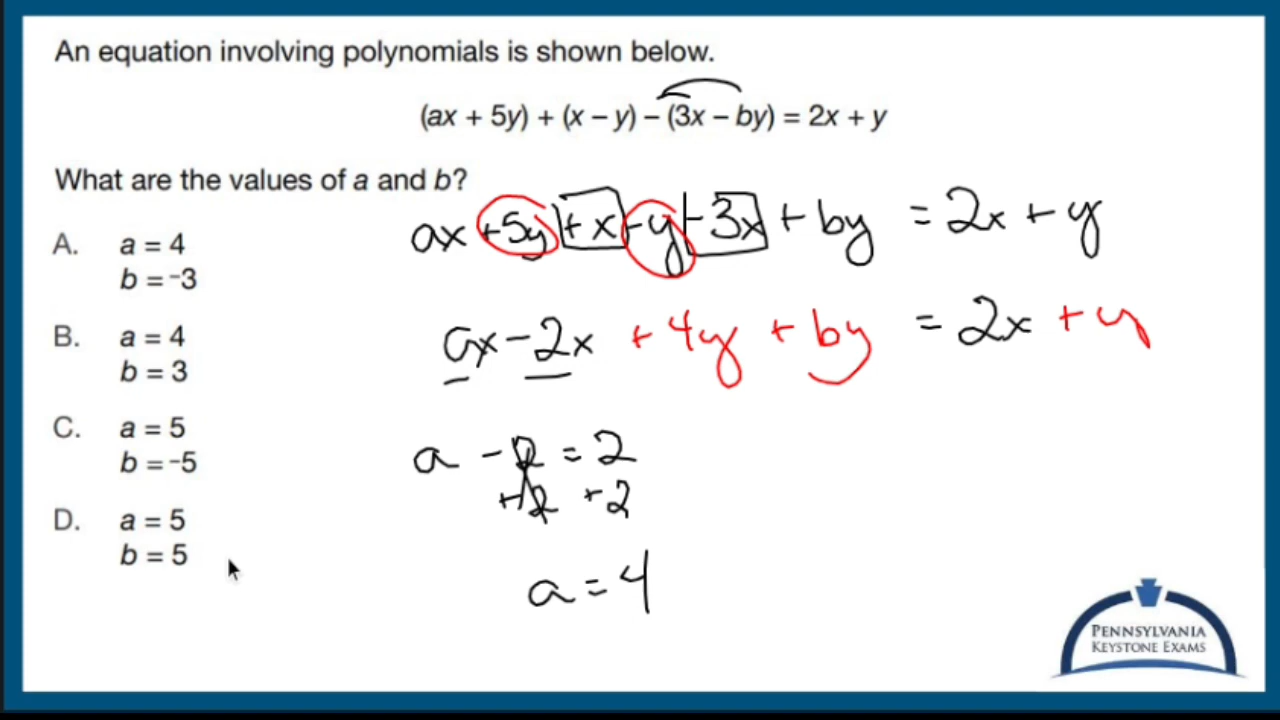 An equation involving polynomials is shown below.
(ax + 5y) + (x – y) – (3x – by) = 2x + y
What are the values of a and b?
ax +5y +x -y -3x + by = 2x + y
A. a = 4
b = ⁻3
ax - 2x + 4y + by = 2x + y
B. a = 4
b = 3
C. a = 5
b = ⁻5
a - 2 = 2
+2 +2
D. a = 5
b = 5
a = 4
PENNSYLVANIA
KEYSTONE EXAMS